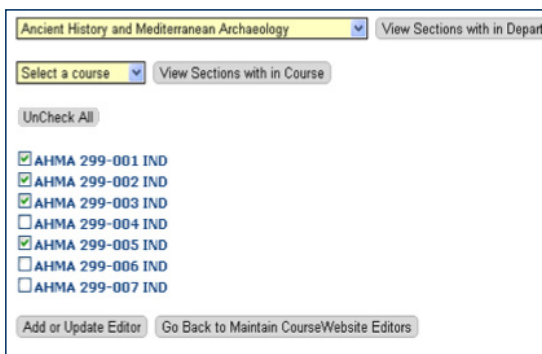 Ancient History and Mediterranean Archaeology View Sections with in Depart
Select a course View Sections with in Course
UnCheck All
AHMA 299-001 IND
AHMA 299-002 IND
AHMA 299-003 IND
AHMA 299-004 IND
AHMA 299-005 IND
AHMA 299-006 IND
AHMA 299-007 IND
Add or Update Editor Go Back to Maintain CourseWebsite Editors